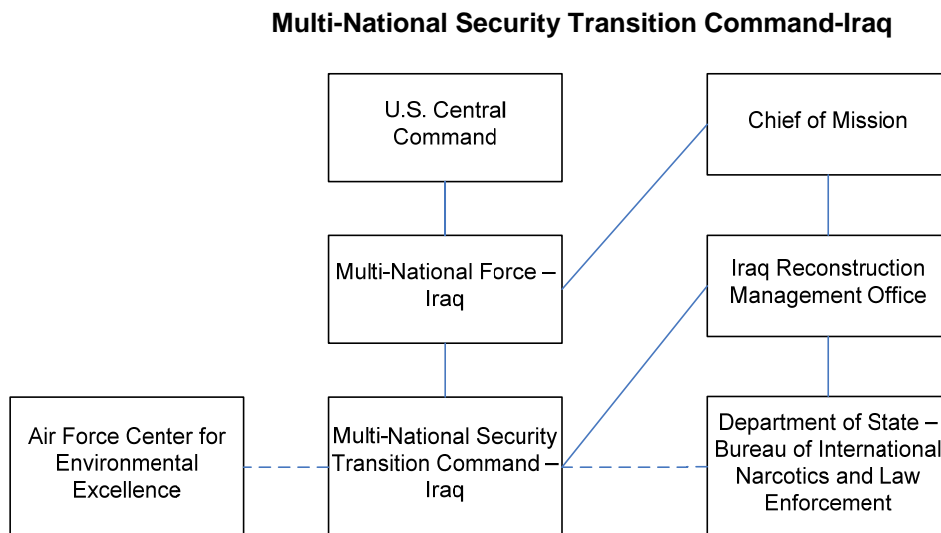 Multi-National Security Transition Command-Iraq
U.S. Central
Command
Chief of Mission
Multi-National Force –
Iraq
Iraq Reconstruction
Management Office
Air Force Center for
Environmental
Excellence
Multi-National Security
Transition Command –
Iraq
Department of State –
Bureau of International
Narcotics and Law
Enforcement